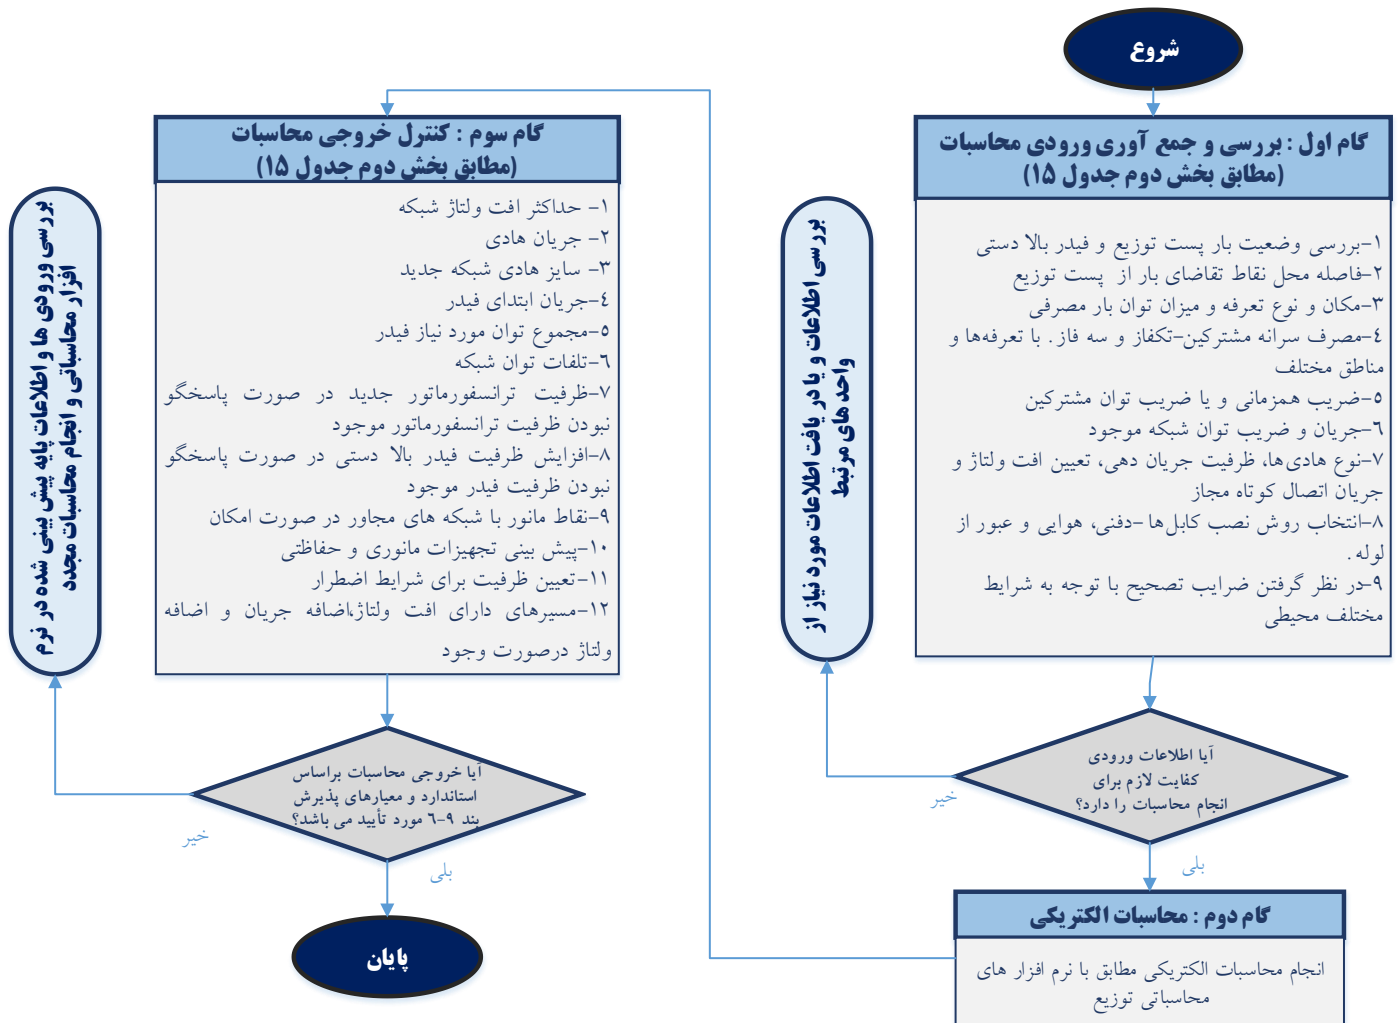 شروع
گام اول : بررسی و جمع آوری ورودی محاسبات
(مطابق بخش دوم جدول ۱۵)
۱-بررسی وضعیت بار پست توزیع و فیدر بالا دستی
۲-فاصله محل نقاط تقاضای بار از پست توزیع
۳-مکان و نوع تعرفه و میزان توان بار مصرفی
٤-مصرف سرانه مشترکین-تکفاز و سه فاز. با تعرفه‌ها و
مناطق مختلف
٥-ضریب همزمانی و یا ضریب توان مشترکین
٦-جریان و ضریب توان شبکه موجود
۷-نوع هادی‌ها، ظرفیت جریان دهی، تعیین افت ولتاژ و
جریان اتصال کوتاه مجاز
۸-انتخاب روش نصب کابل‌ها -دفنی، هوایی و عبور از
لوله.
۹-در نظر گرفتن ضرایب تصحیح با توجه به شرایط
مختلف محیطی
آیا اطلاعات ورودی
کفایت لازم برای
انجام محاسبات را دارد؟
خیر
بررسی اطلاعات و یا در یافت اطلاعات مورد نیاز از
واحد های مرتبط
بلی
گام دوم : محاسبات الکتریکی
انجام محاسبات الکتریکی مطابق با نرم افزار های
محاسباتی توزیع
گام سوم : کنترل خروجی محاسبات
(مطابق بخش دوم جدول ۱۵)
۱- حداکثر افت ولتاژ شبکه
۲- جریان هادی
۳- سایز هادی شبکه جدید
٤-جریان ابتدای فیدر
٥-مجموع توان مورد نیاز فیدر
٦-تلفات توان شبکه
۷-ظرفیت ترانسفورماتور جدید در صورت پاسخگو
نبودن ظرفیت ترانسفورماتور موجود
۸-افزایش ظرفیت فیدر بالا دستی در صورت پاسخگو
نبودن ظرفیت فیدر موجود
۹-نقاط مانور با شبکه های مجاور در صورت امکان
۱۰-پیش بینی تجهیزات مانوری و حفاظتی
۱۱-تعیین ظرفیت برای شرایط اضطرار
۱۲-مسیرهای دارای افت ولتاژ،اضافه جریان و اضافه
ولتاژ درصورت وجود
آیا خروجی محاسبات براساس
استاندارد و معیارهای پذیرش
بند ۹-٦ مورد تأیید می باشد؟
خیر
بررسی ورودی ها و اطلاعات پایه پیش بینی شده در نرم
افزار محاسباتی و انجام محاسبات مجدد
بلی
پایان